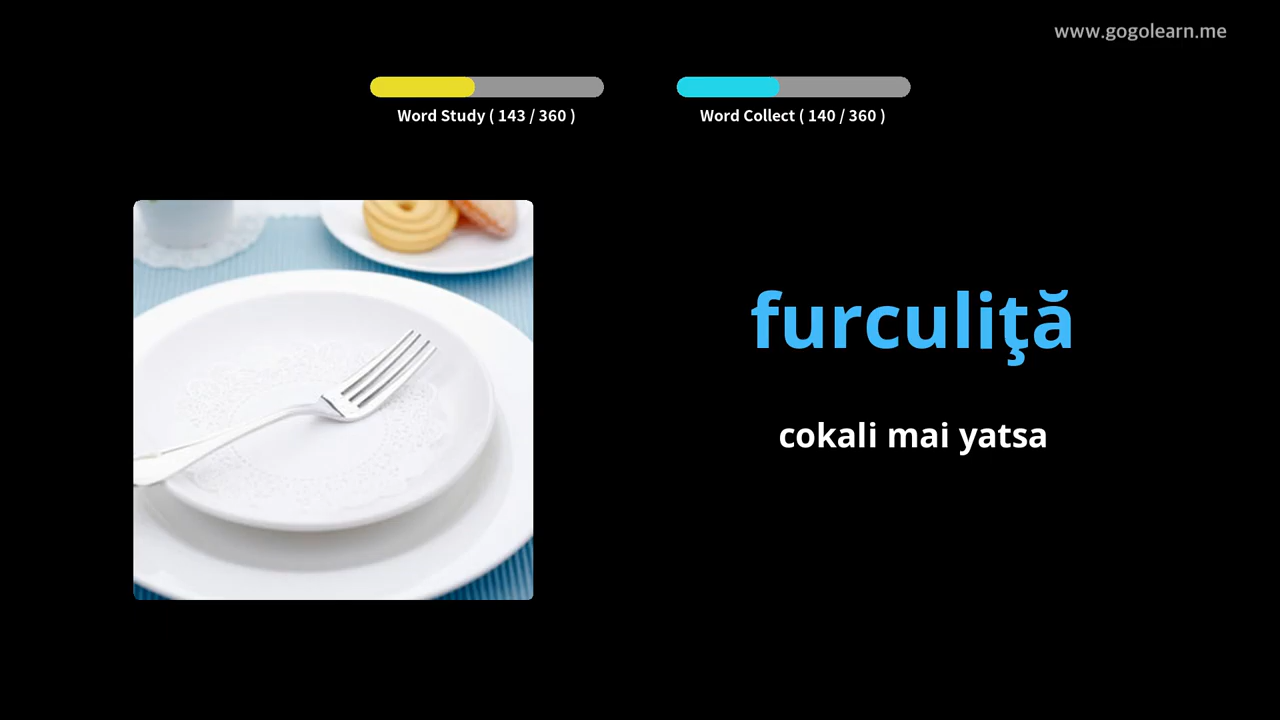 www.gogolearn.me
Word Study ( 143 / 360 )
Word Collect ( 140 / 360 )
furculiţă
cokali mai yatsa